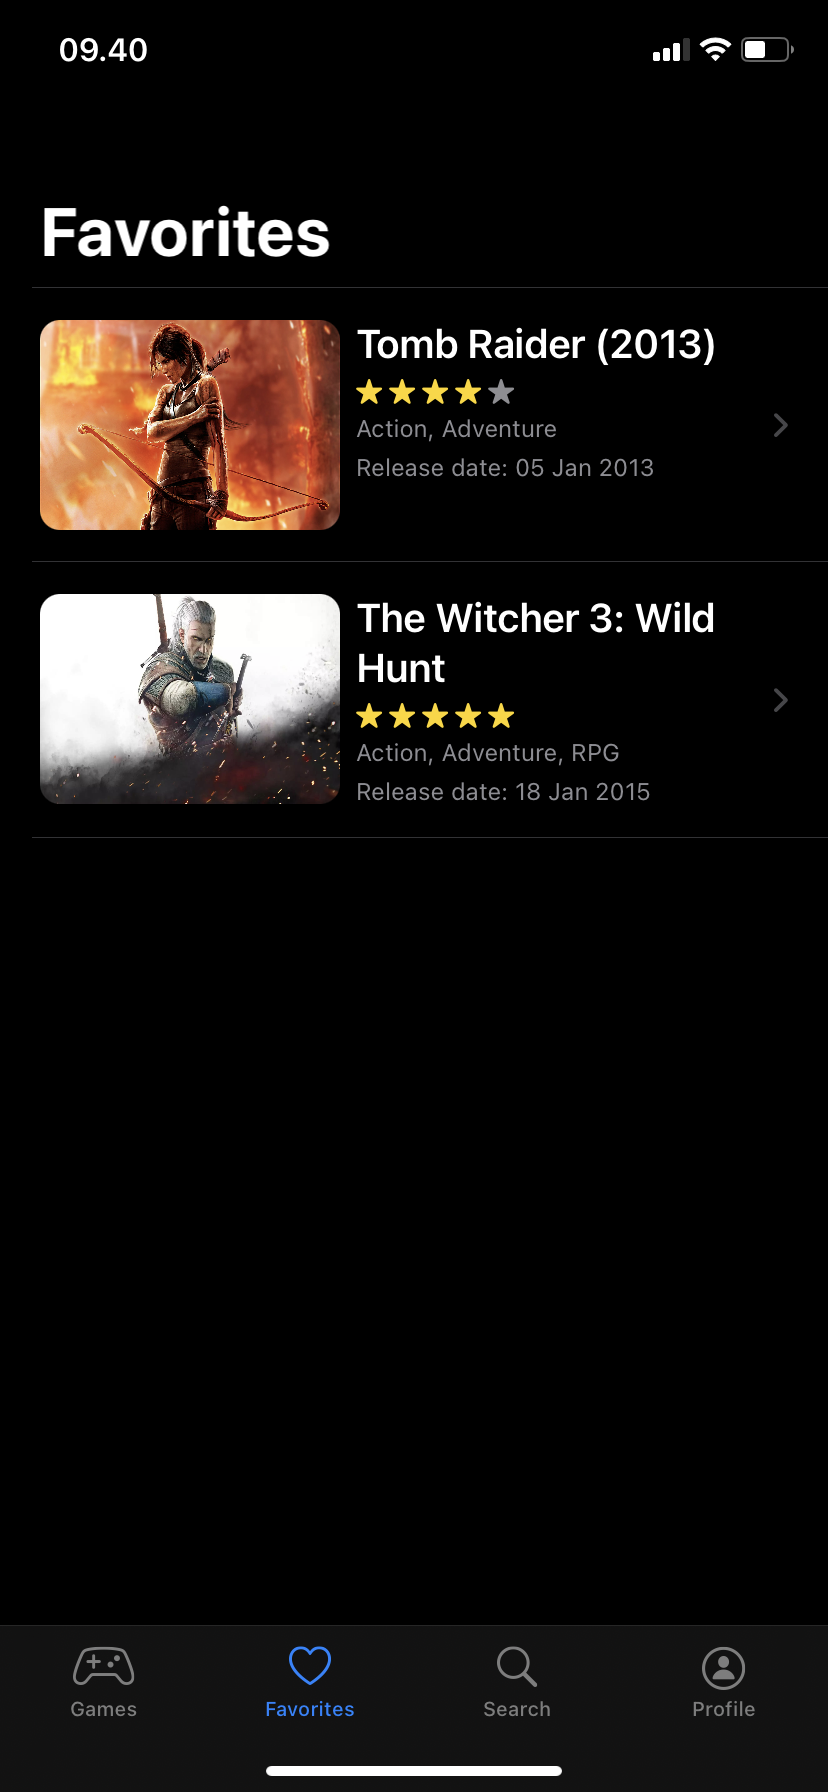 09.40
Favorites
Tomb Raider (2013)
Action, Adventure
Release date: 05 Jan 2013
The Witcher 3: Wild
Hunt
Action, Adventure, RPG
Release date: 18 Jan 2015
Games
Favorites
Search
Profile